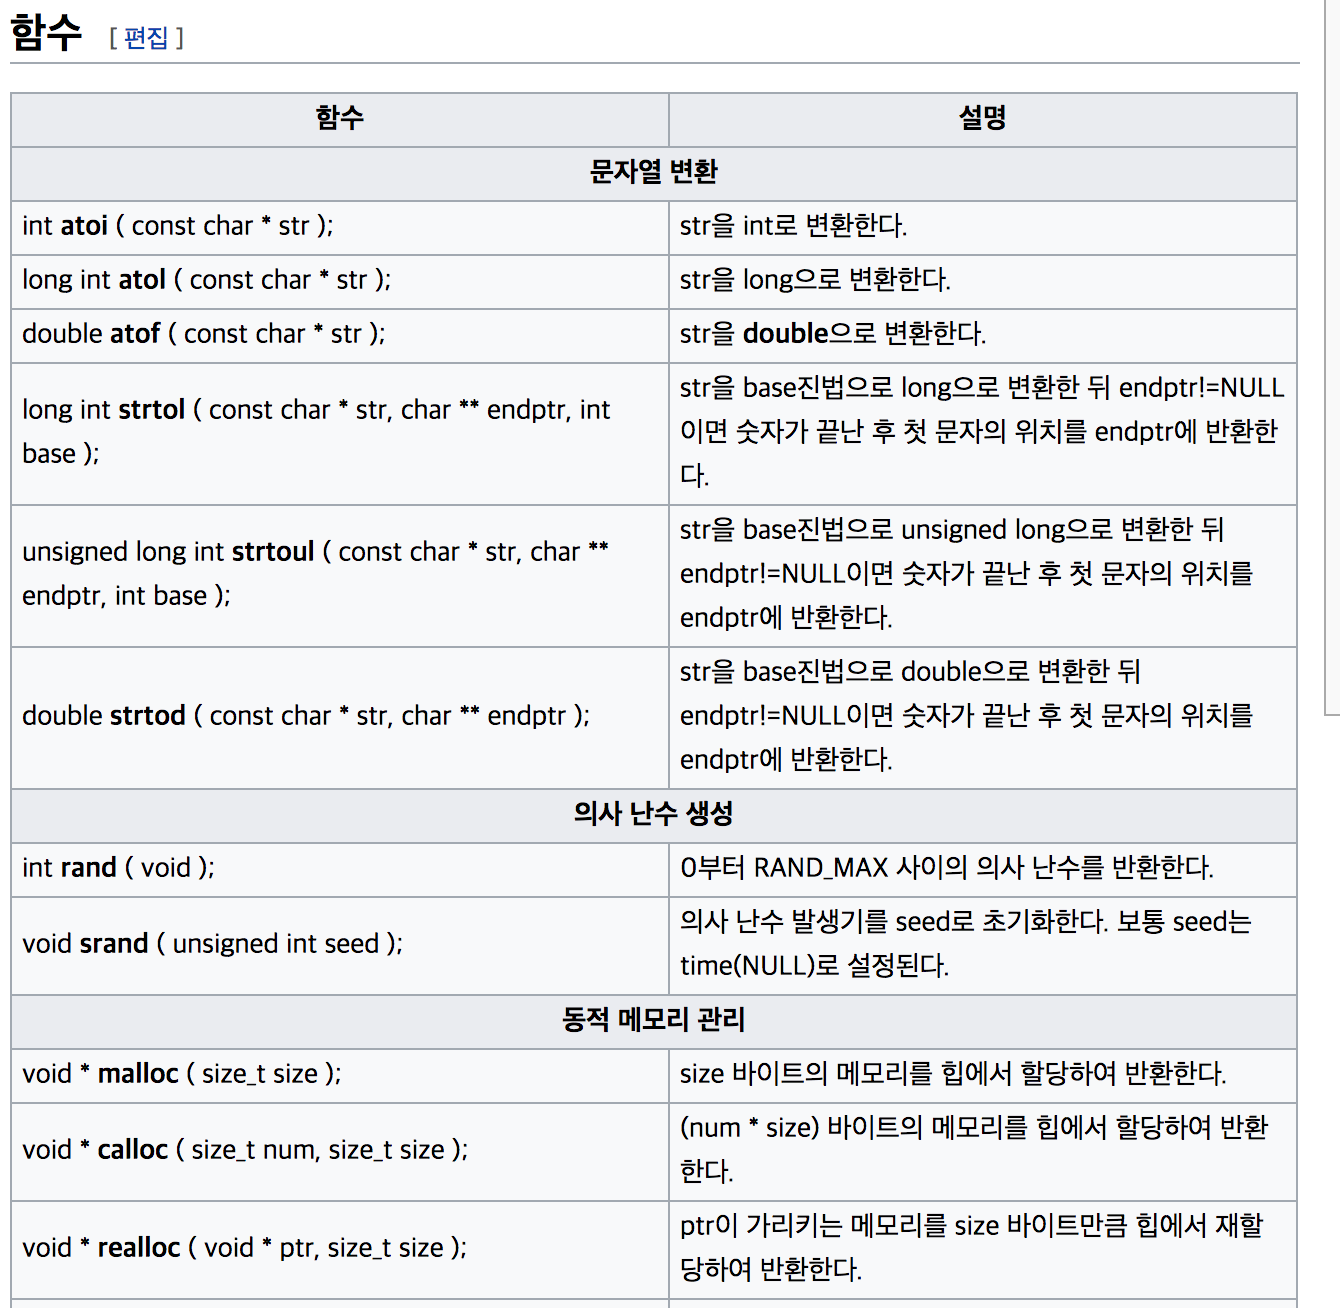 함수 [ 편집 ]
함수 설명
문자열 변환
int atoi ( const char * str ); str을 int로 변환한다.
long int atol ( const char * str ); str을 long으로 변환한다.
double atof ( const char * str ); str을 double으로 변환한다.
long int strtol ( const char * str, char ** endptr, int
base );
str을 base진법으로 long으로 변환한 뒤 endptr!=NULL
이면 숫자가 끝난 후 첫 문자의 위치를 endptr에 반환한
다.
unsigned long int strtoul ( const char * str, char **
endptr, int base );
str을 base진법으로 unsigned long으로 변환한 뒤
endptr!=NULL이면 숫자가 끝난 후 첫 문자의 위치를
endptr에 반환한다.
double strtod ( const char * str, char ** endptr );
str을 base진법으로 double으로 변환한 뒤
endptr!=NULL이면 숫자가 끝난 후 첫 문자의 위치를
endptr에 반환한다.
의사 난수 생성
int rand ( void ); 0부터 RAND_MAX 사이의 의사 난수를 반환한다.
void srand ( unsigned int seed );
의사 난수 발생기를 seed로 초기화한다. 보통 seed는
time(NULL)로 설정된다.
동적 메모리 관리
void * malloc ( size_t size ); size 바이트의 메모리를 힙에서 할당하여 반환한다.
void * calloc ( size_t num, size_t size );
(num * size) 바이트의 메모리를 힙에서 할당하여 반환
한다.
void * realloc ( void * ptr, size_t size );
ptr이 가리키는 메모리를 size 바이트만큼 힙에서 재할
당하여 반환한다.